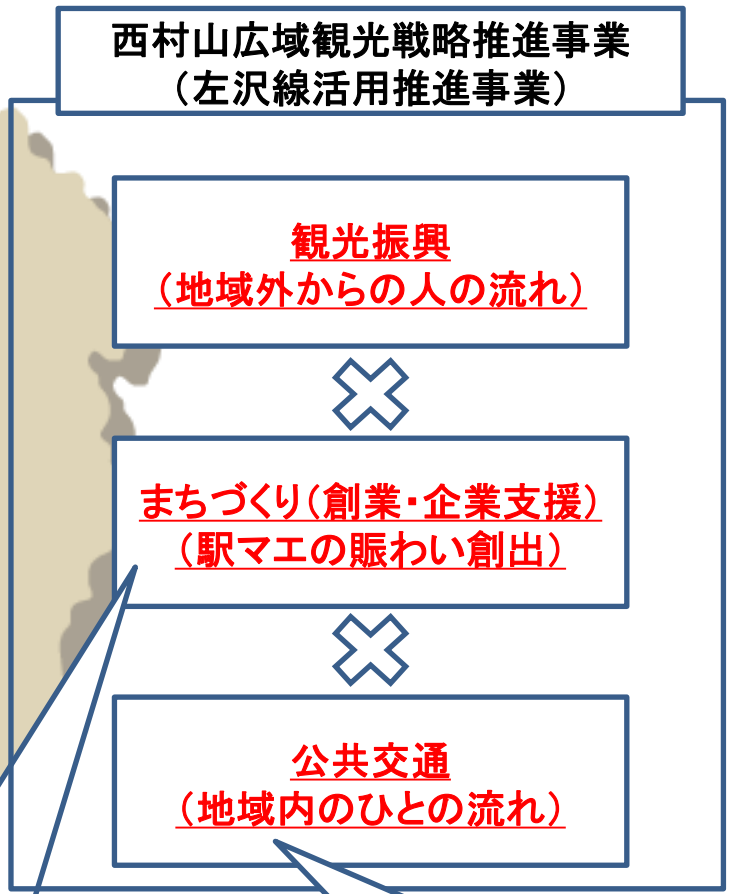 西村山広域観光戦略推進事業
（左沢線活用推進事業）
観光振興
（地域外からの人の流れ）
まちづくり（創業・企業支援）
（駅マエの賑わい創出）
公共交通
（地域内のひとの流れ）